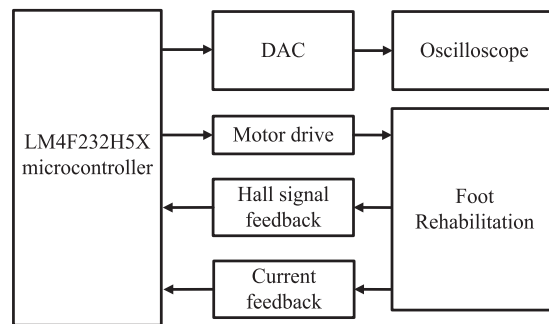 LM4F232H5X
microcontroller
DAC
Oscilloscope
Motor drive
Hall signal
feedback
Current
feedback
Foot
Rehabilitation